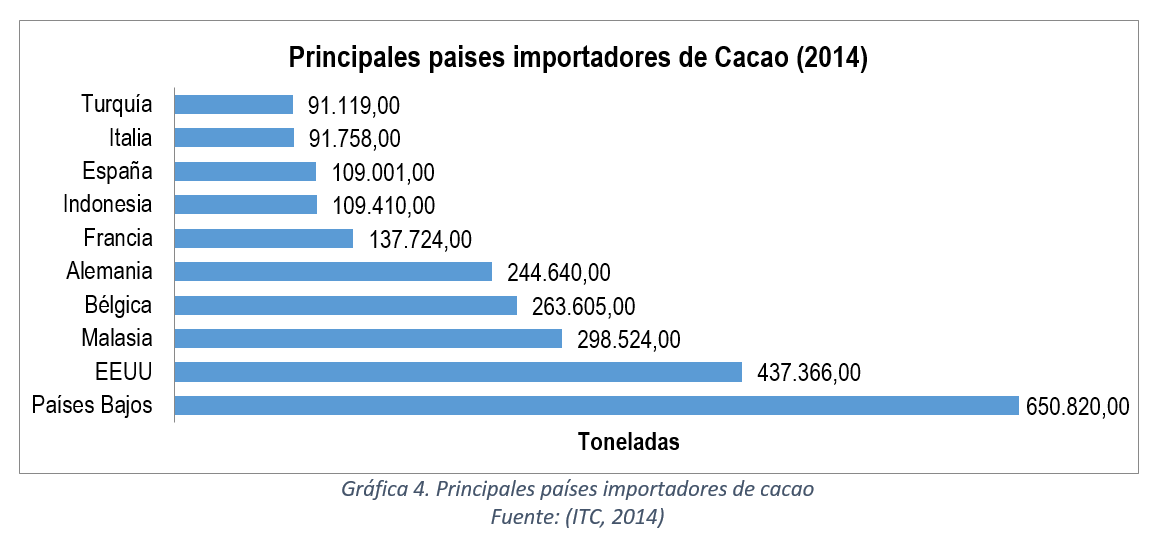 Principales paises importadores de Cacao (2014)
Turquía 91.119,00
Italia 91.758,00
España 109.001,00
Indonesia 109.410,00
Francia 137.724,00
Alemania 244.640,00
Bélgica 263.605,00
Malasia 298.524,00
EEUU 437.366,00
Países Bajos 650.820,00
Toneladas
Gráfica 4. Principales países importadores de cacao
Fuente: (ITC, 2014)